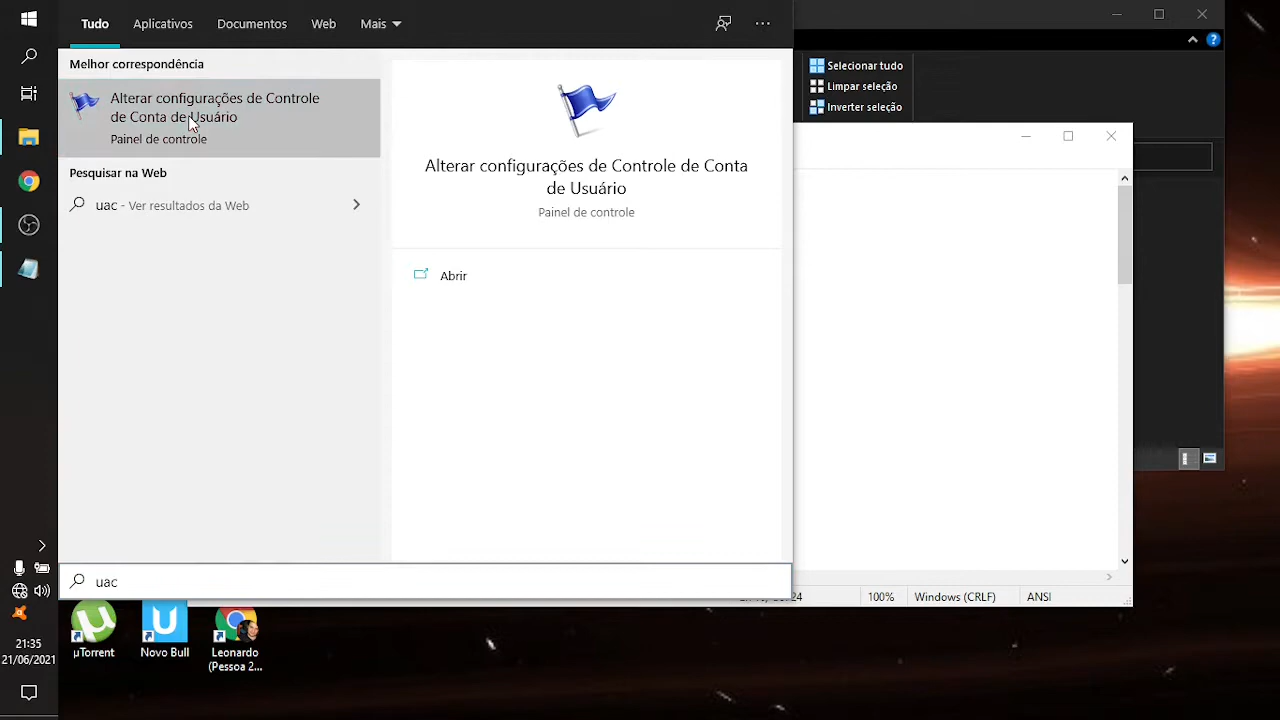 Tudo
Aplicativos
Documentos
Web
Mais
Melhor correspondência
Alterar configurações de Controle
de Conta de Usuário
Painel de controle
Pesquisar na Web
uac - Ver resultados da Web
Alterar configurações de Controle de Conta
de Usuário
Painel de controle
Abrir
uac
Selecionar tudo
Limpar seleção
Inverter seleção
100%
Windows (CRLF)
ANSI
µTorrent
Novo Bull
Leonardo
(Pessoa 2...
21:35
21/06/2021